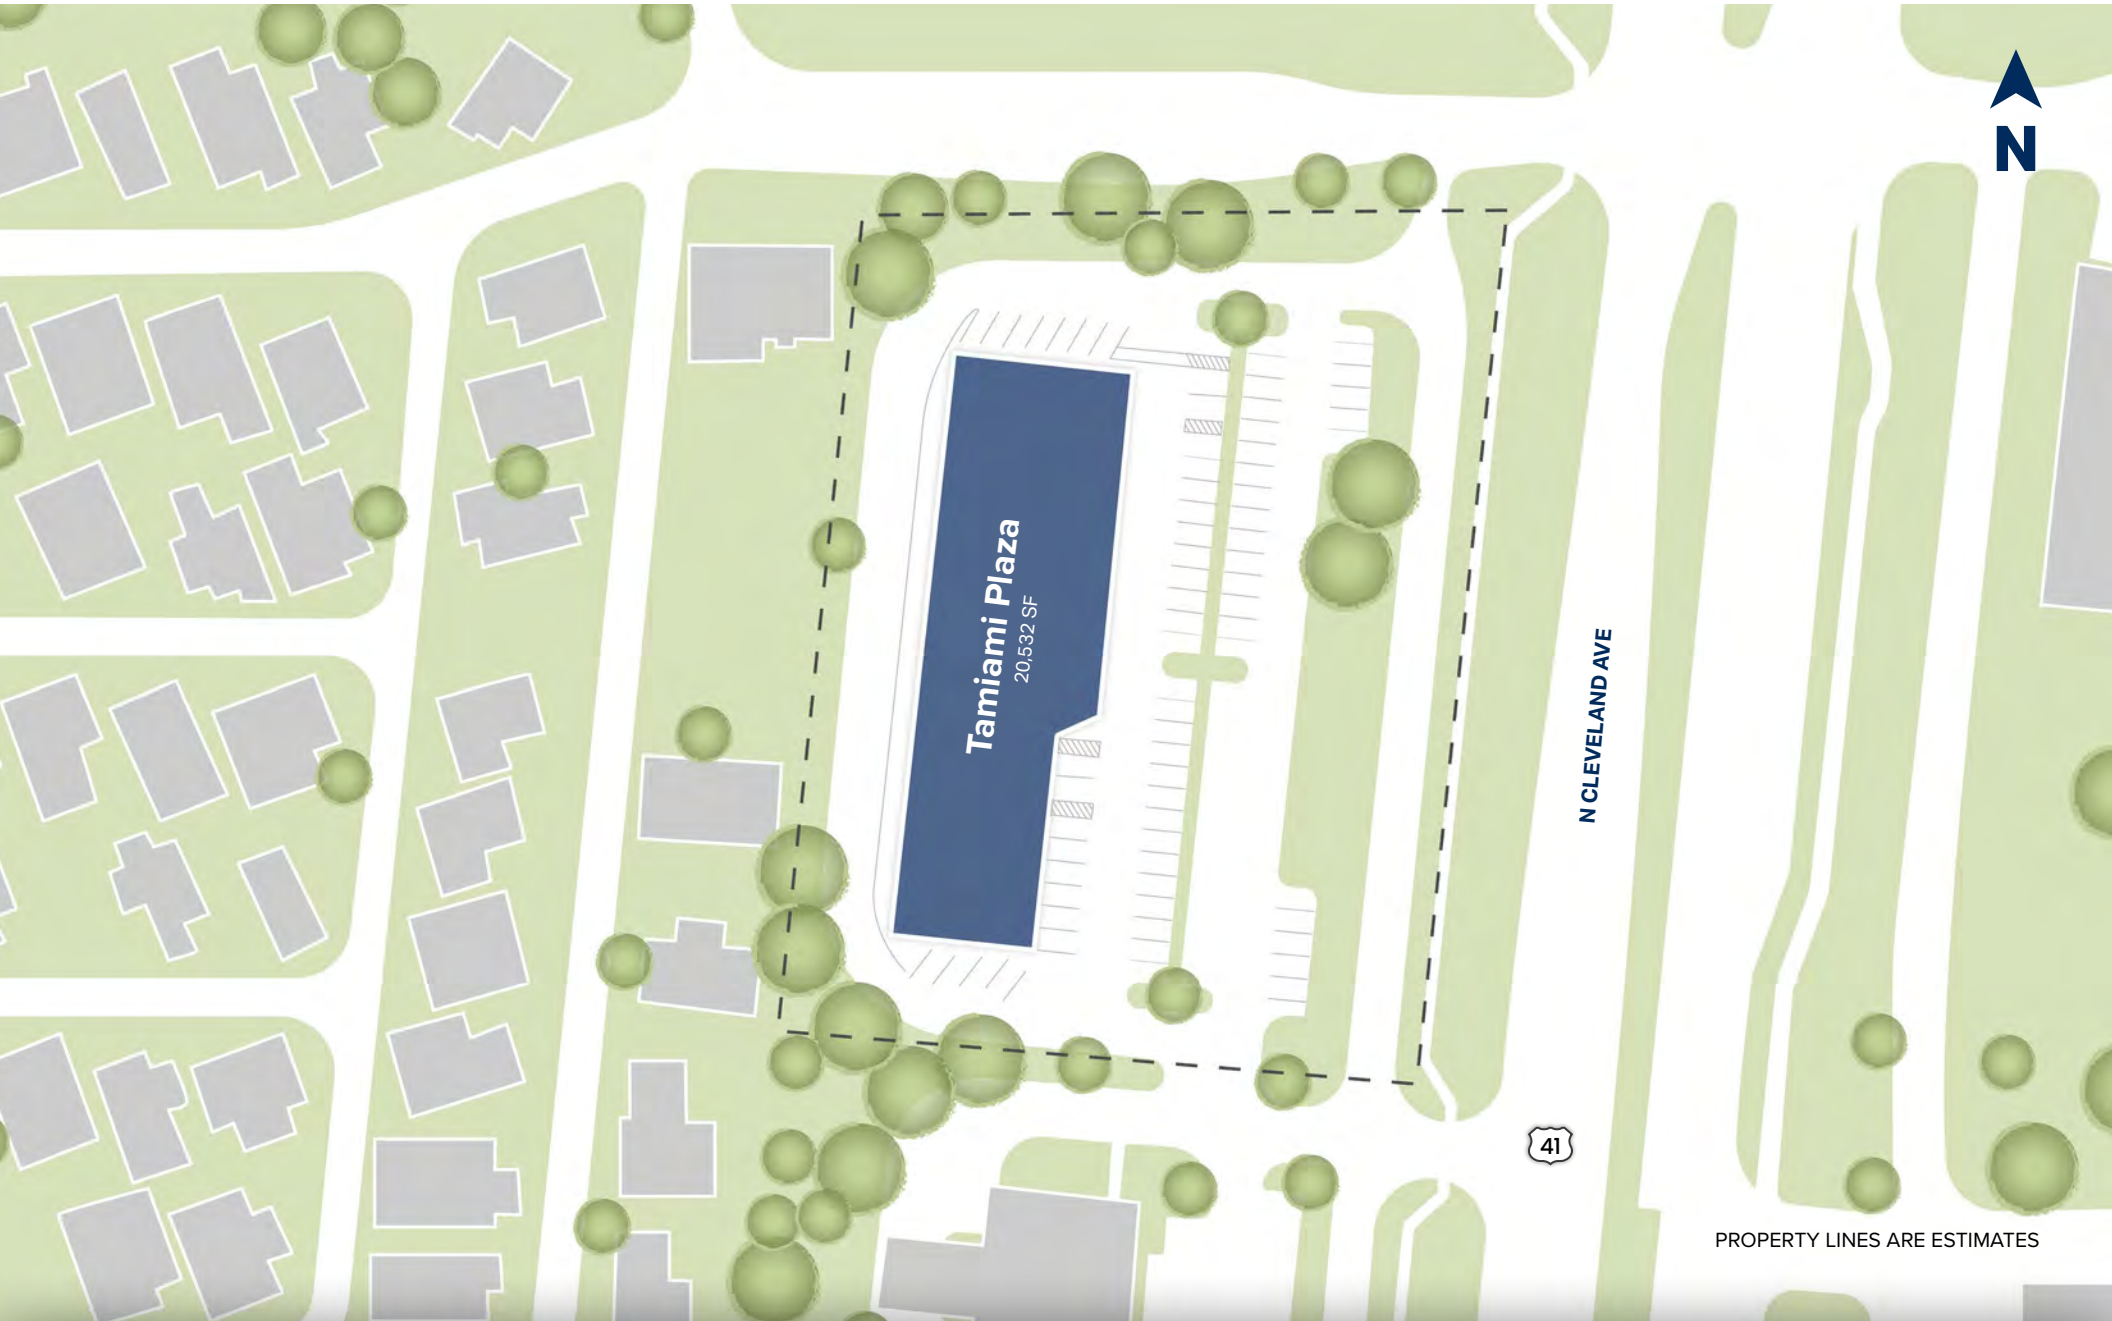 N
Tamiami Plaza
20,532 SF
N CLEVELAND AVE
41
PROPERTY LINES ARE ESTIMATES